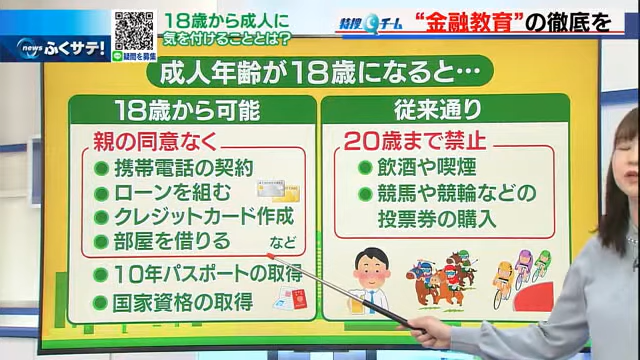 news ふくサテ!
18歳から成人に
気を付けることとは?
LINE 疑問を募集
特捜Cチーム
“金融教育”の徹底を
成人年齢が18歳になると…
18歳から可能
親の同意なく
● 携帯電話の契約
● ローンを組む
● クレジットカード作成
● 部屋を借りる など
● 10年パスポートの取得
● 国家資格の取得
従来通り
20歳まで禁止
● 飲酒や喫煙
● 競馬や競輪などの
投票券の購入